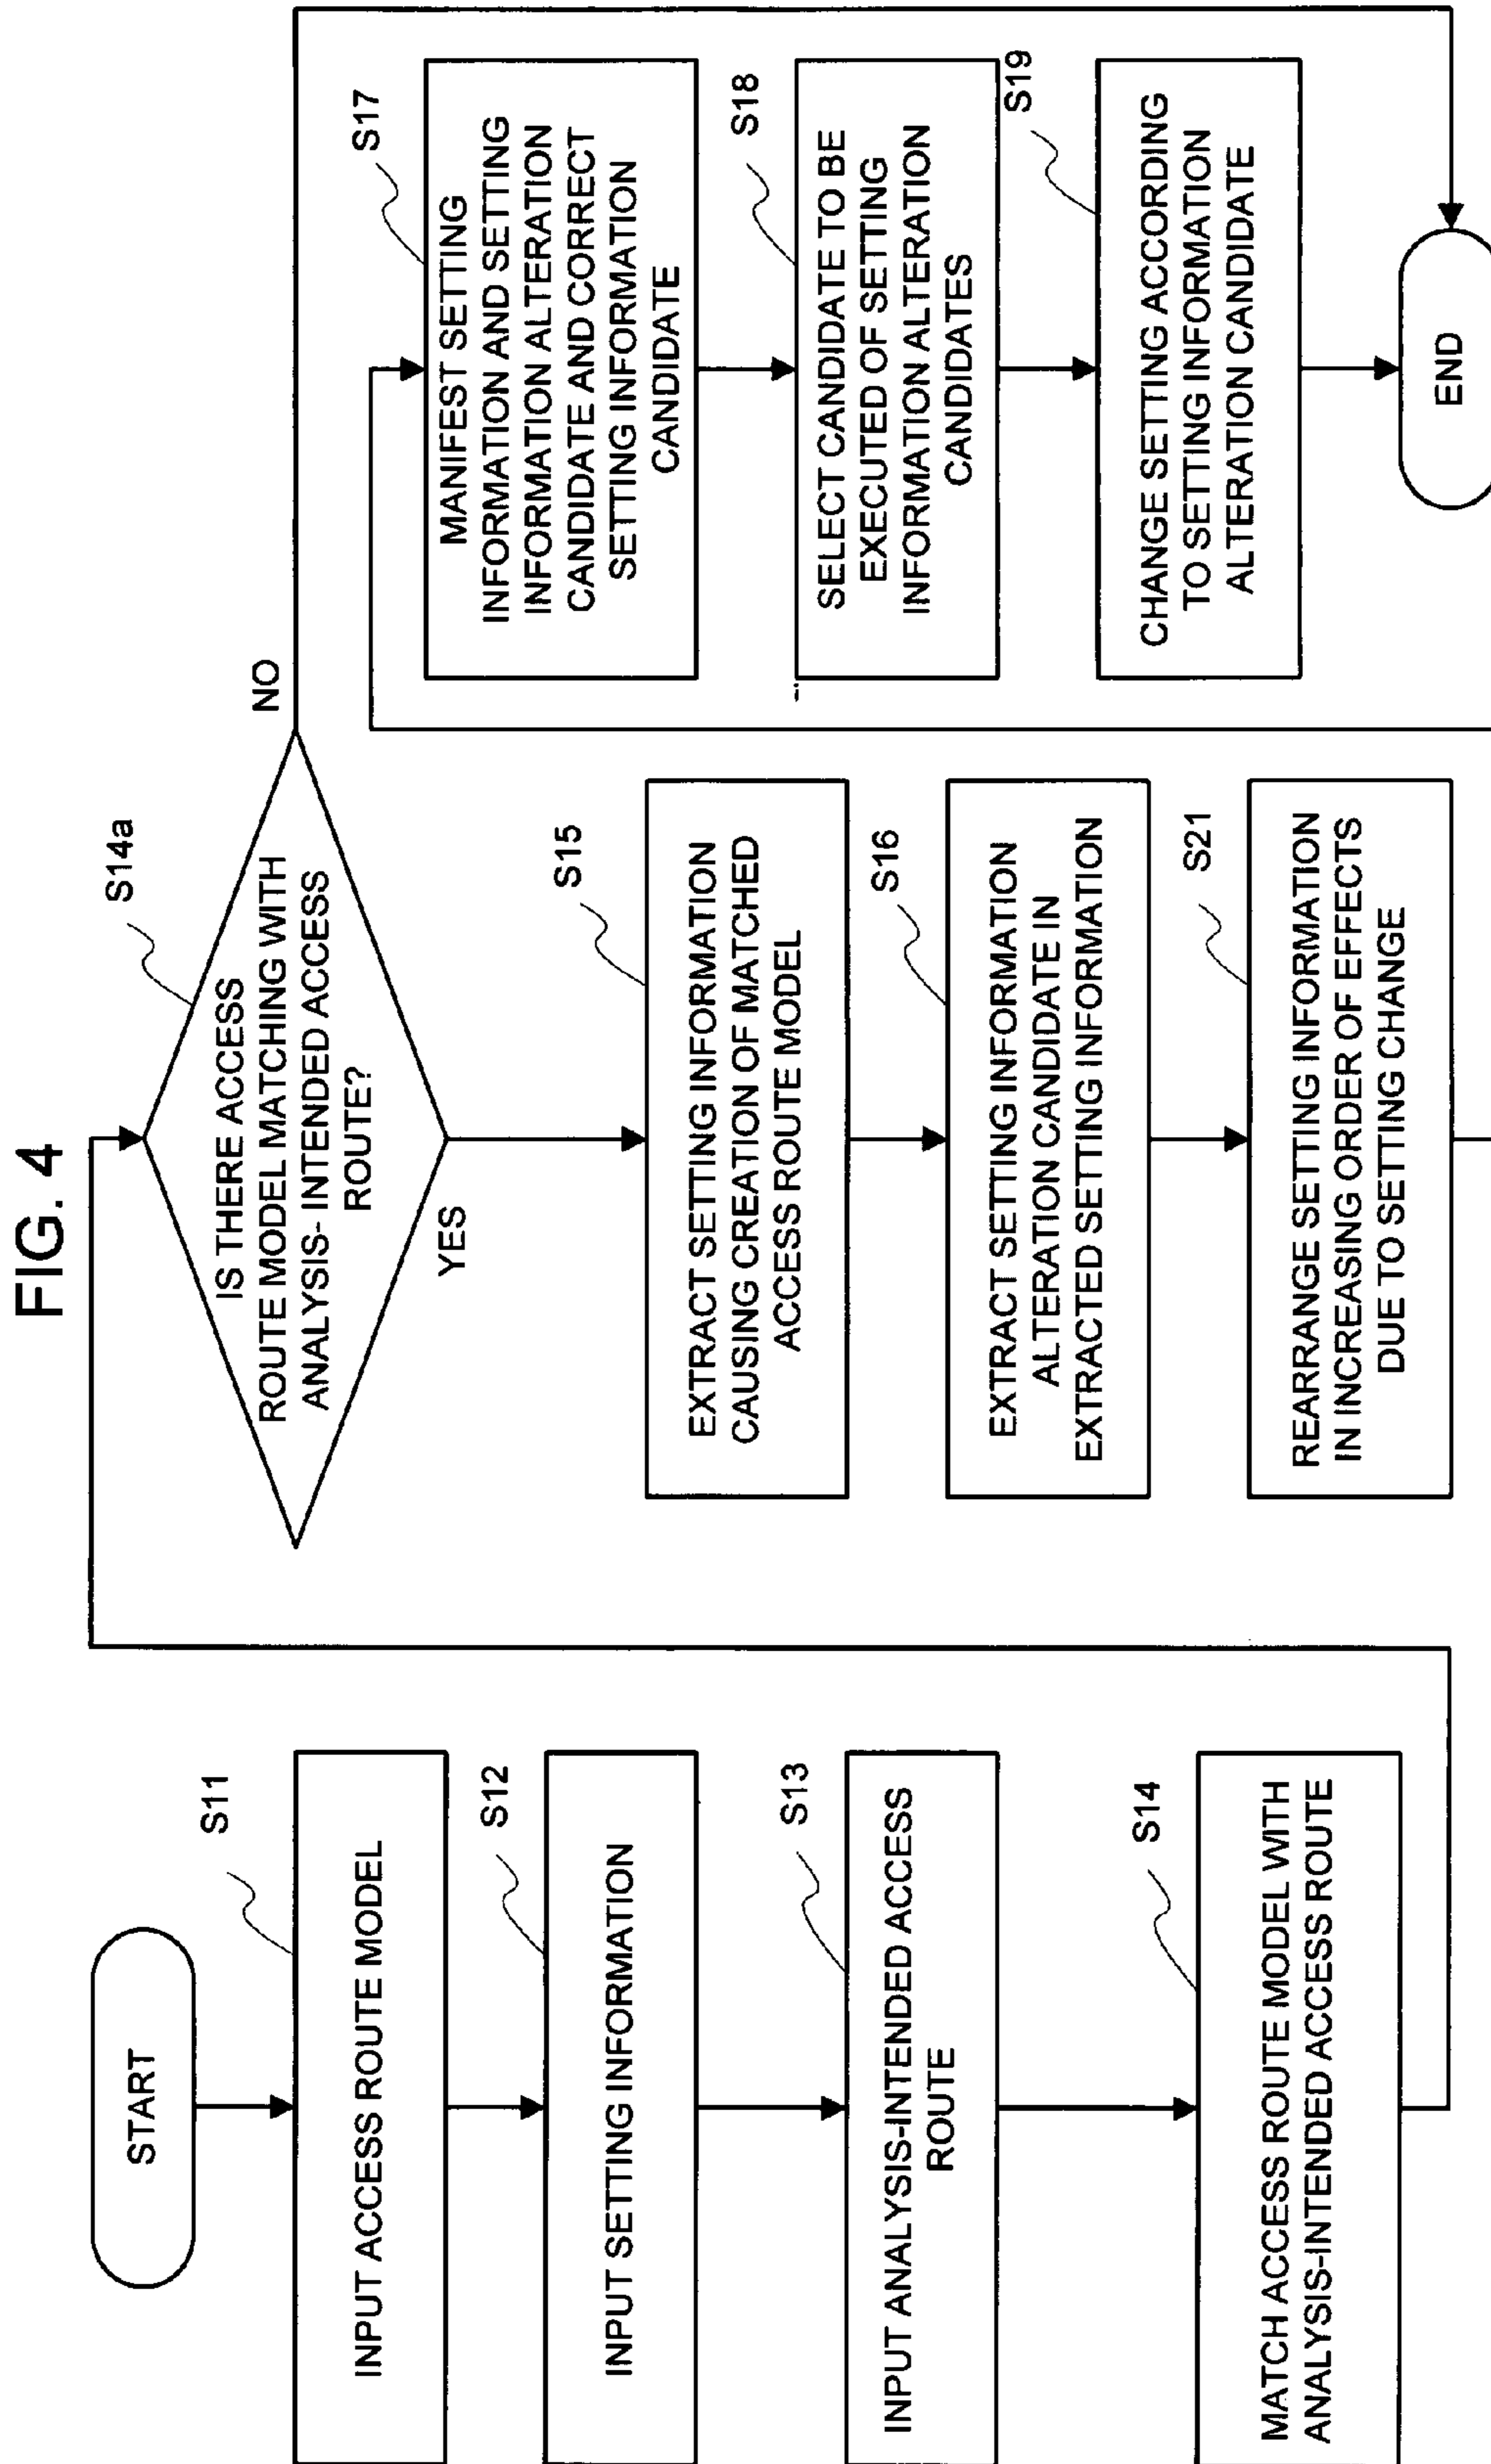 FIG. 4
START
S11
INPUT ACCESS ROUTE MODEL
S12
INPUT SETTING INFORMATION
S13
INPUT ANALYSIS-INTENDED ACCESS
ROUTE
S14
MATCH ACCESS ROUTE MODEL WITH
ANALYSIS-INTENDED ACCESS ROUTE
S14a
IS THERE ACCESS
ROUTE MODEL MATCHING WITH
ANALYSIS- INTENDED ACCESS
ROUTE?
NO
YES
S15
EXTRACT SETTING INFORMATION
CAUSING CREATION OF MATCHED
ACCESS ROUTE MODEL
S16
EXTRACT SETTING INFORMATION
ALTERATION CANDIDATE IN
EXTRACTED SETTING INFORMATION
S21
REARRANGE SETTING INFORMATION
IN INCREASING ORDER OF EFFECTS
DUE TO SETTING CHANGE
S17
MANIFEST SETTING
INFORMATION AND SETTING
INFORMATION ALTERATION
CANDIDATE AND CORRECT
SETTING INFORMATION
CANDIDATE
S18
SELECT CANDIDATE TO BE
EXECUTED OF SETTING
INFORMATION ALTERATION
CANDIDATES
S19
CHANGE SETTING ACCORDING
TO SETTING INFORMATION
ALTERATION CANDIDATE
END